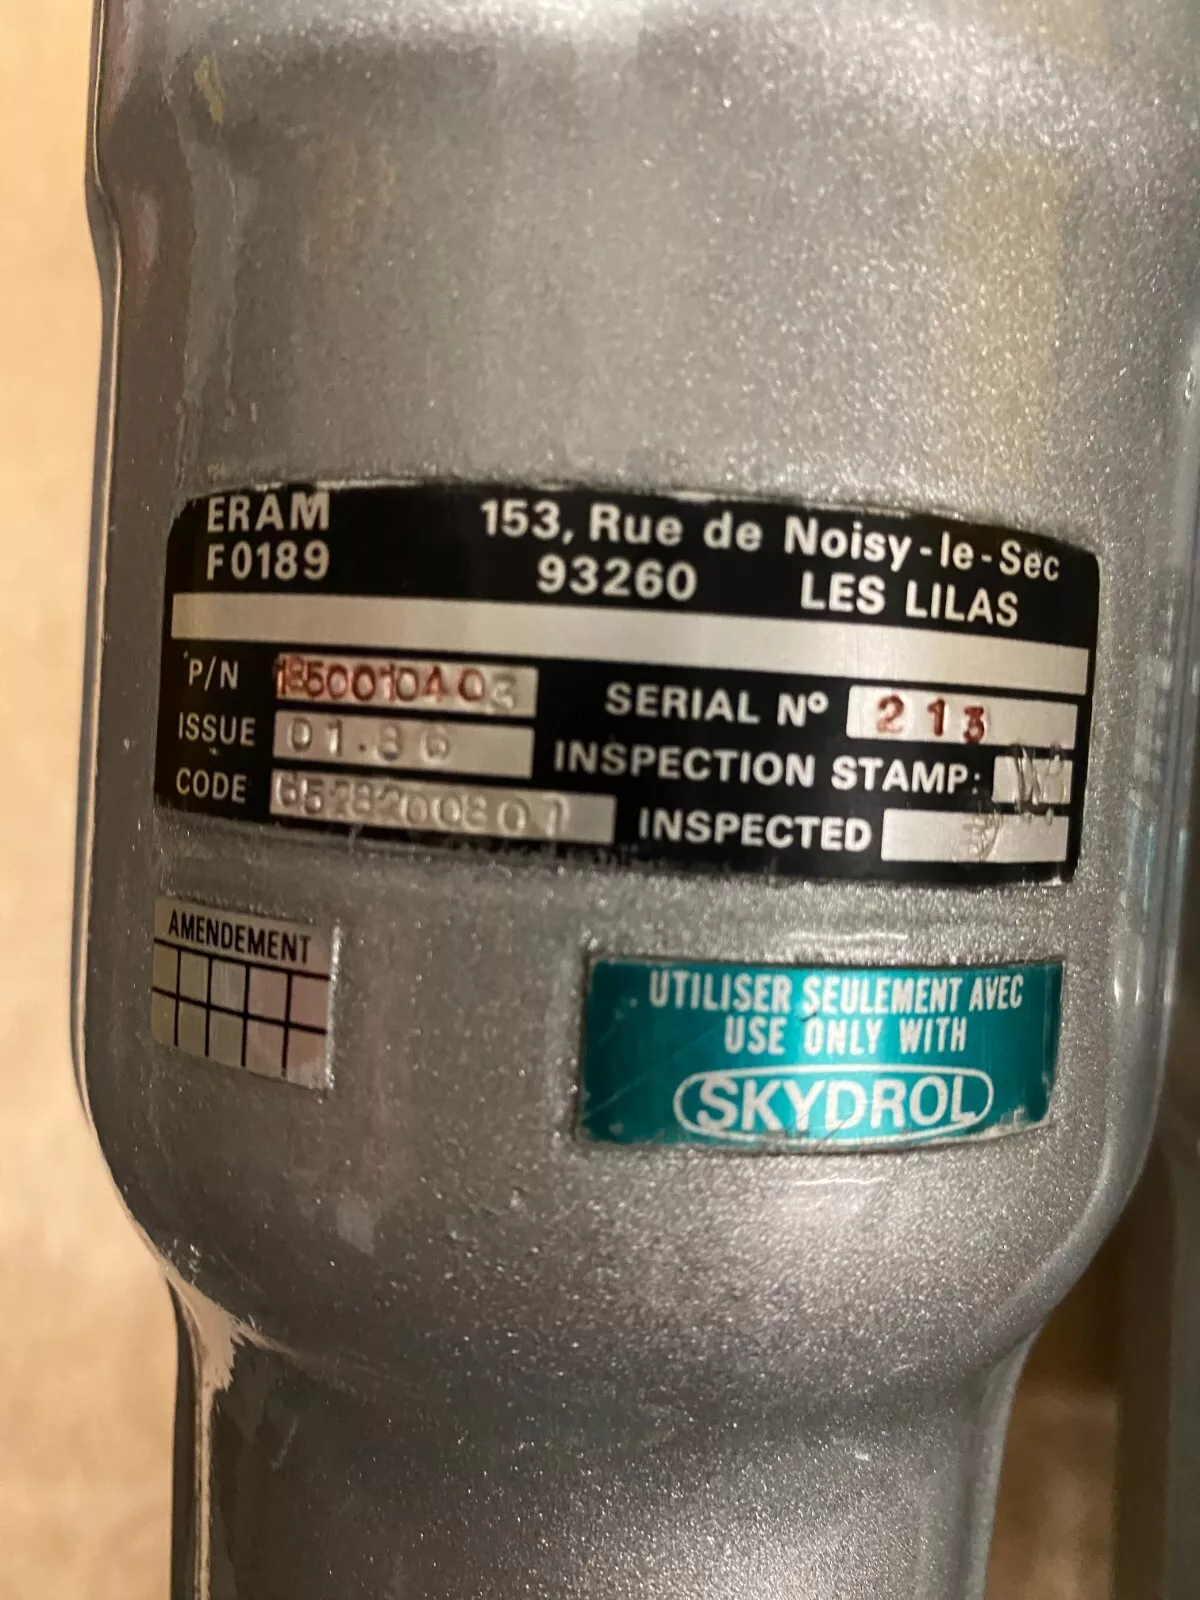 ERAM
F0189
153, Rue de Noisy-le-Sec
93260 LES LILAS
P/N
SERIAL Nº 213
ISSUE 01.86
INSPECTION STAMP:
CODE
INSPECTED
AMENDEMENT
UTILISER SEULEMENT AVEC
USE ONLY WITH
SKYDROL